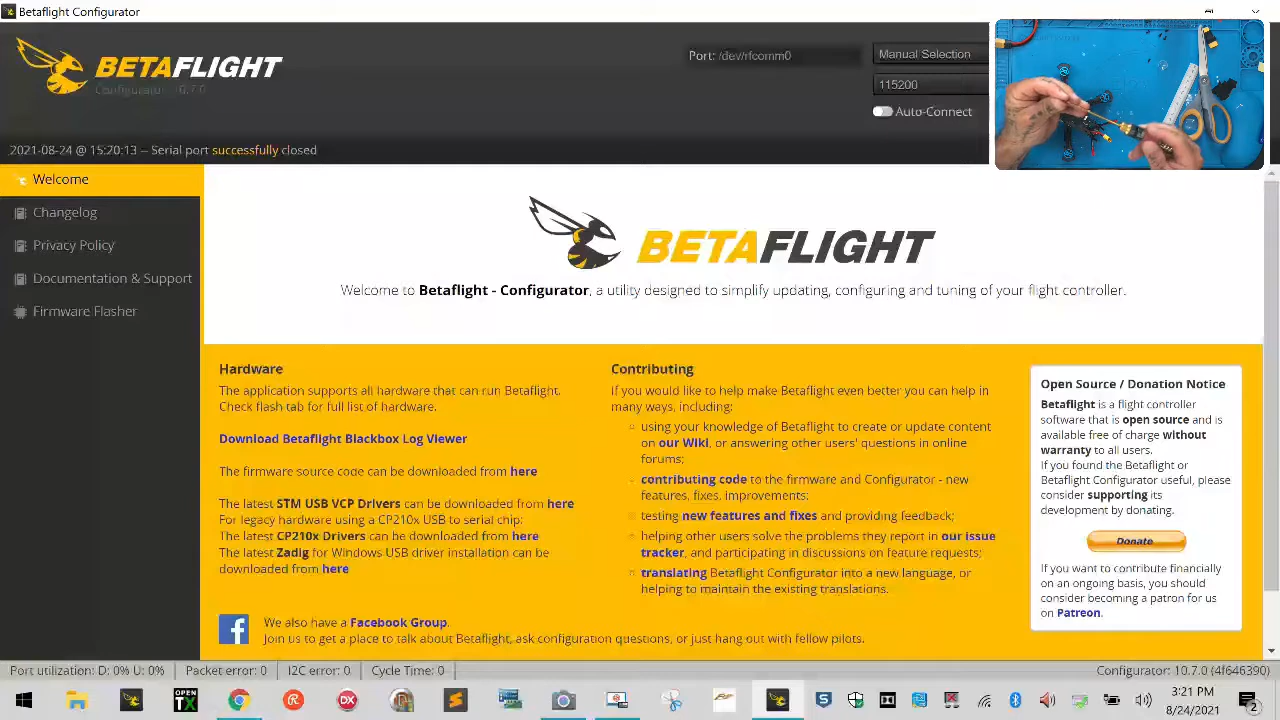 Betaflight Configurator
BETAFLIGHT
Configurator 10.7.0
Port: /dev/rfcomm0
Manual Selection
115200
Auto-Connect
2021-08-24 @ 15:20:13 -- Serial port successfully closed
Welcome
Changelog
Privacy Policy
Documentation & Support
Firmware Flasher
BETAFLIGHT
Welcome to Betaflight - Configurator, a utility designed to simplify updating, configuring and tuning of your flight controller.
Hardware
The application supports all hardware that can run Betaflight.
Check flash tab for full list of hardware.
Download Betaflight Blackbox Log Viewer
The firmware source code can be downloaded from here
The latest STM USB VCP Drivers can be downloaded from here
For legacy hardware using a CP210x USB to serial chip:
The latest CP210x Drivers can be downloaded from here
The latest Zadig for Windows USB driver installation can be
downloaded from here
Contributing
If you would like to help make Betaflight even better you can help in
many ways, including:
using your knowledge of Betaflight to create or update content
on our Wiki, or answering other users' questions in online
forums;
contributing code to the firmware and Configurator - new
features, fixes, improvements;
testing new features and fixes and providing feedback;
helping other users solve the problems they report in our issue
tracker, and participating in discussions on feature requests;
translating Betaflight Configurator into a new language, or
helping to maintain the existing translations.
Open Source / Donation Notice
Betaflight is a flight controller
software that is open source and is
available free of charge without
warranty to all users.
If you found the Betaflight or
Betaflight Configurator useful, please
consider supporting its
development by donating.
Donate
If you want to contribute financially
on an ongoing basis, you should
consider becoming a patron for us
on Patreon.
We also have a Facebook Group.
Join us to get a place to talk about Betaflight, ask configuration questions, or just hang out with fellow pilots.
Port utilization: D: 0% U: 0%
Packet error: 0
I2C error: 0
Cycle Time: 0
Configurator: 10.7.0 (4f646390)
OPEN
TX
DX
3:21 PM
8/24/2021
2